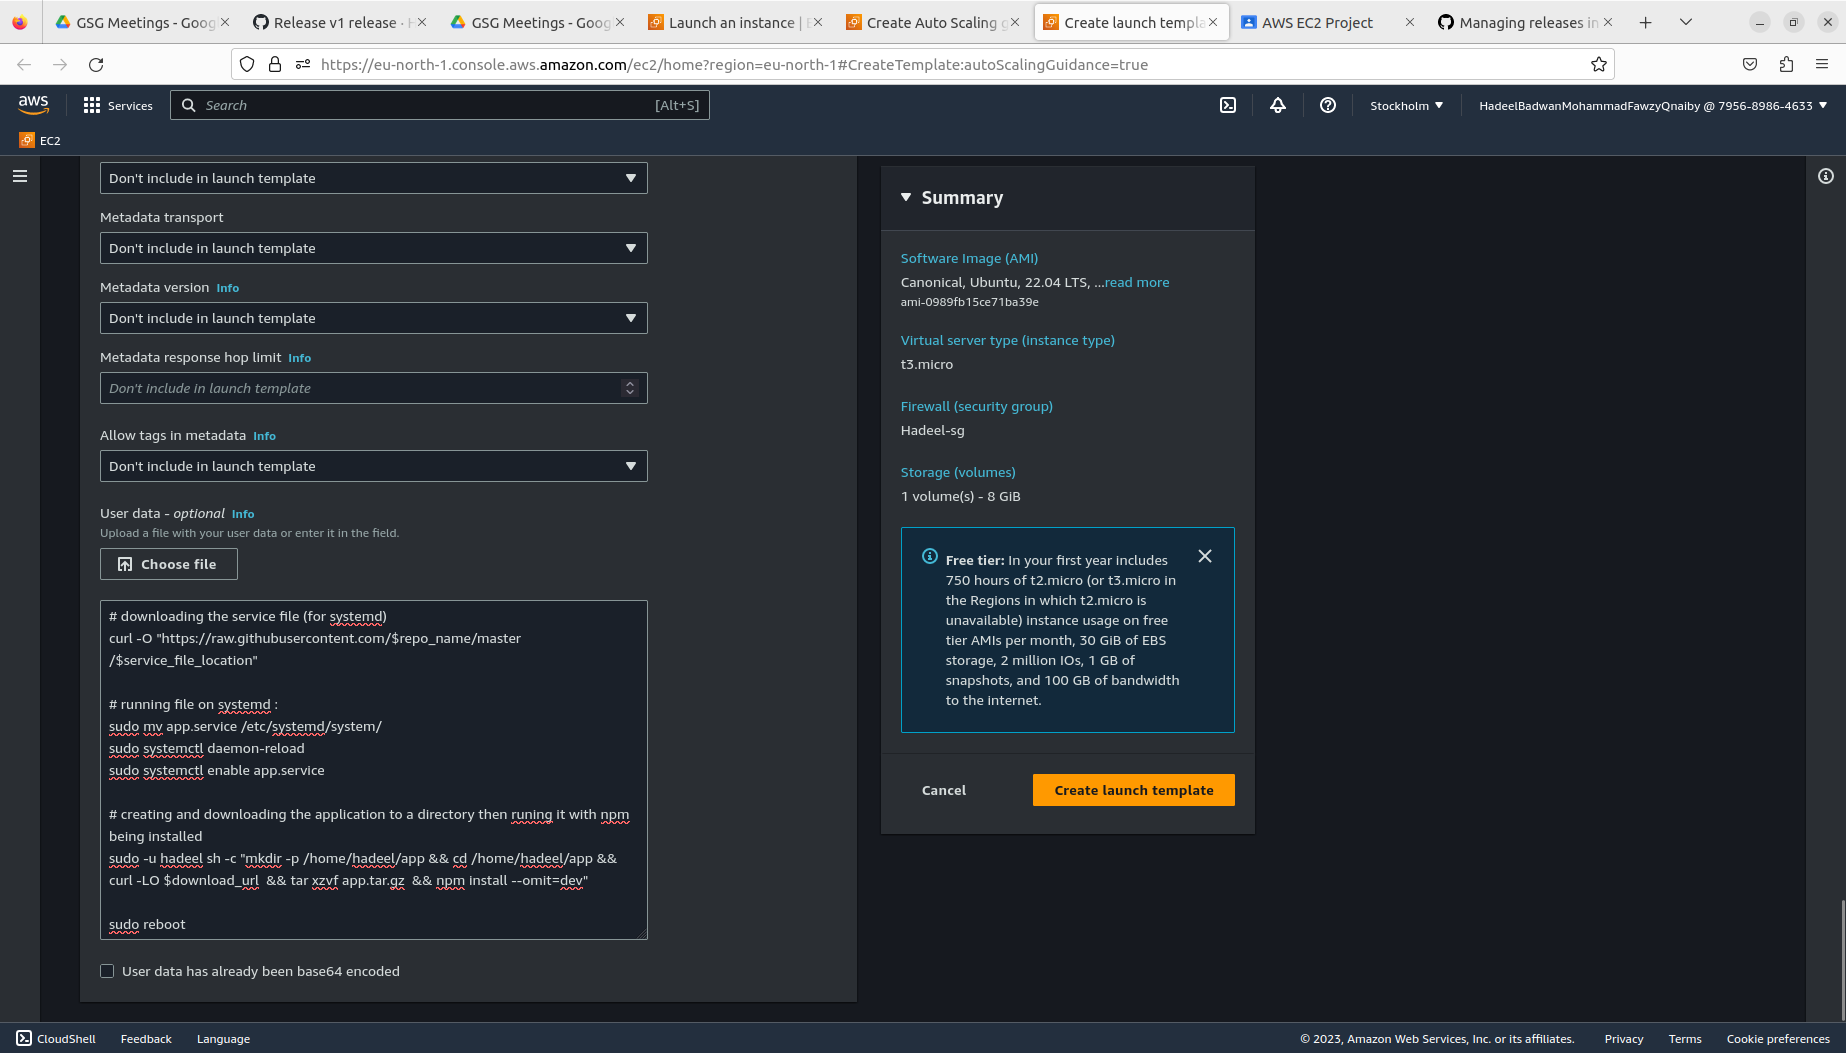 GSG Meetings - Goog
Release v1 release · H
GSG Meetings - Goog
Launch an instance | E
Create Auto Scaling g
Create launch templa
AWS EC2 Project
Managing releases in
https://eu-north-1.console.aws.amazon.com/ec2/home?region=eu-north-1#CreateTemplate:autoScalingGuidance=true
aws
Services
Search
[Alt+S]
Stockholm
HadeelBadwanMohammadFawzyQnaiby @ 7956-8986-4633
EC2
Don't include in launch template
Metadata transport
Don't include in launch template
Metadata version Info
Don't include in launch template
Metadata response hop limit Info
Don't include in launch template
Allow tags in metadata Info
Don't include in launch template
User data - optional Info
Upload a file with your user data or enter it in the field.
Choose file
# downloading the service file (for systemd)
curl -O "https://raw.githubusercontent.com/$repo_name/master
/$service_file_location"
# running file on systemd :
sudo mv app.service /etc/systemd/system/
sudo systemctl daemon-reload
sudo systemctl enable app.service
# creating and downloading the application to a directory then runing it with npm
being installed
sudo -u hadeel sh -c "mkdir -p /home/hadeel/app && cd /home/hadeel/app &&
curl -LO $download_url  && tar xzvf app.tar.gz  && npm install --omit=dev"
sudo reboot
User data has already been base64 encoded
Summary
Software Image (AMI)
Canonical, Ubuntu, 22.04 LTS, ...read more
ami-0989fb15ce71ba39e
Virtual server type (instance type)
t3.micro
Firewall (security group)
Hadeel-sg
Storage (volumes)
1 volume(s) - 8 GiB
Free tier: In your first year includes
750 hours of t2.micro (or t3.micro in
the Regions in which t2.micro is
unavailable) instance usage on free
tier AMIs per month, 30 GiB of EBS
storage, 2 million IOs, 1 GB of
snapshots, and 100 GB of bandwidth
to the internet.
Cancel
Create launch template
CloudShell
Feedback
Language
© 2023, Amazon Web Services, Inc. or its affiliates.
Privacy
Terms
Cookie preferences